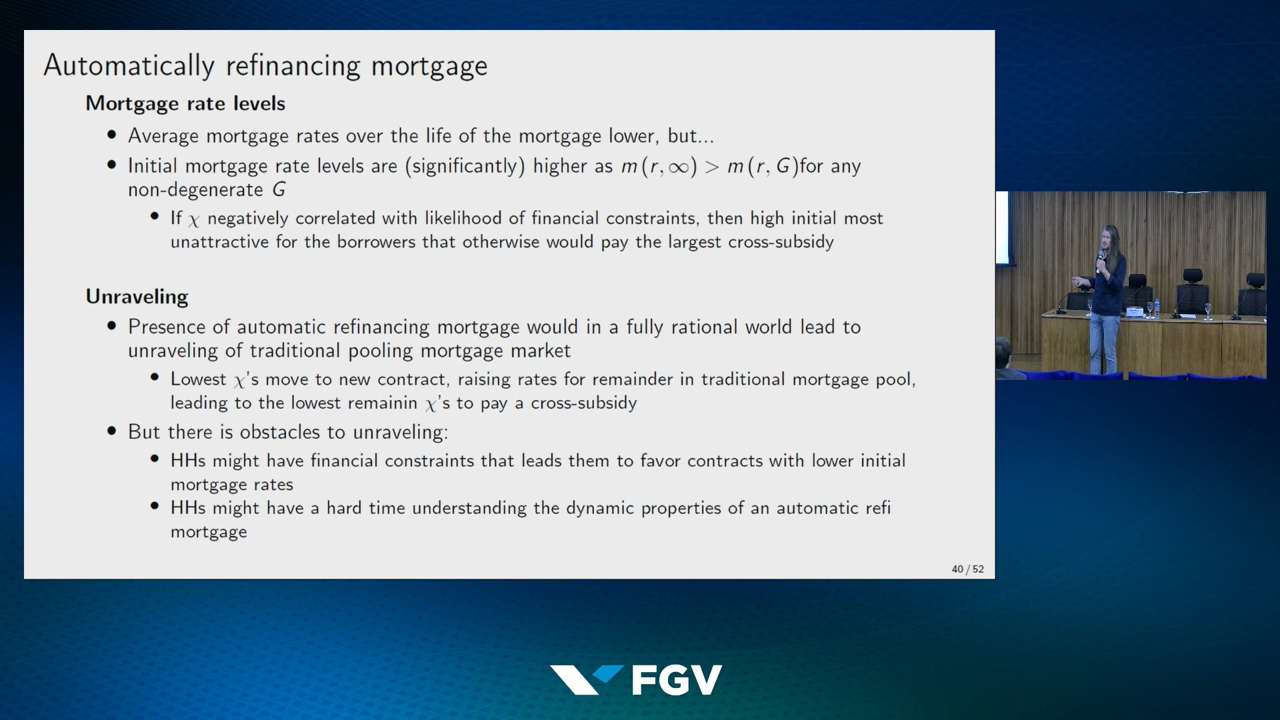 Automatically refinancing mortgage
Mortgage rate levels
• Average mortgage rates over the life of the mortgage lower, but...
• Initial mortgage rate levels are (significantly) higher as m(r, ∞) > m(r, G)for any
non-degenerate G
• If χ negatively correlated with likelihood of financial constraints, then high initial most
unattractive for the borrowers that otherwise would pay the largest cross-subsidy
Unraveling
• Presence of automatic refinancing mortgage would in a fully rational world lead to
unraveling of traditional pooling mortgage market
• Lowest χ's move to new contract, raising rates for remainder in traditional mortgage pool,
leading to the lowest remainin χ's to pay a cross-subsidy
• But there is obstacles to unraveling:
• HHs might have financial constraints that leads them to favor contracts with lower initial
mortgage rates
• HHs might have a hard time understanding the dynamic properties of an automatic refi
mortgage
40 / 52
FGV